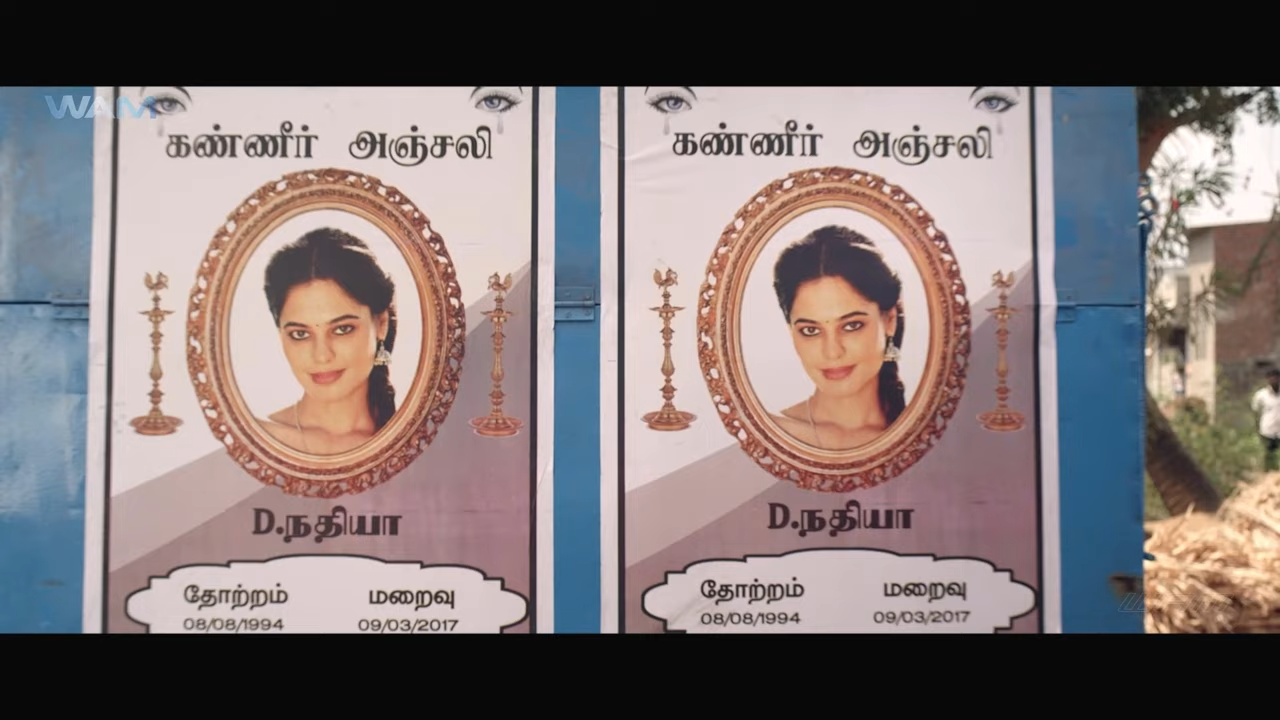 WAM
கண்ணீர் அஞ்சலி
D.நதியா
தோற்றம் மறைவு
08/08/1994 09/03/2017
கண்ணீர் அஞ்சலி
D.நதியா
தோற்றம் மறைவு
08/08/1994 09/03/2017